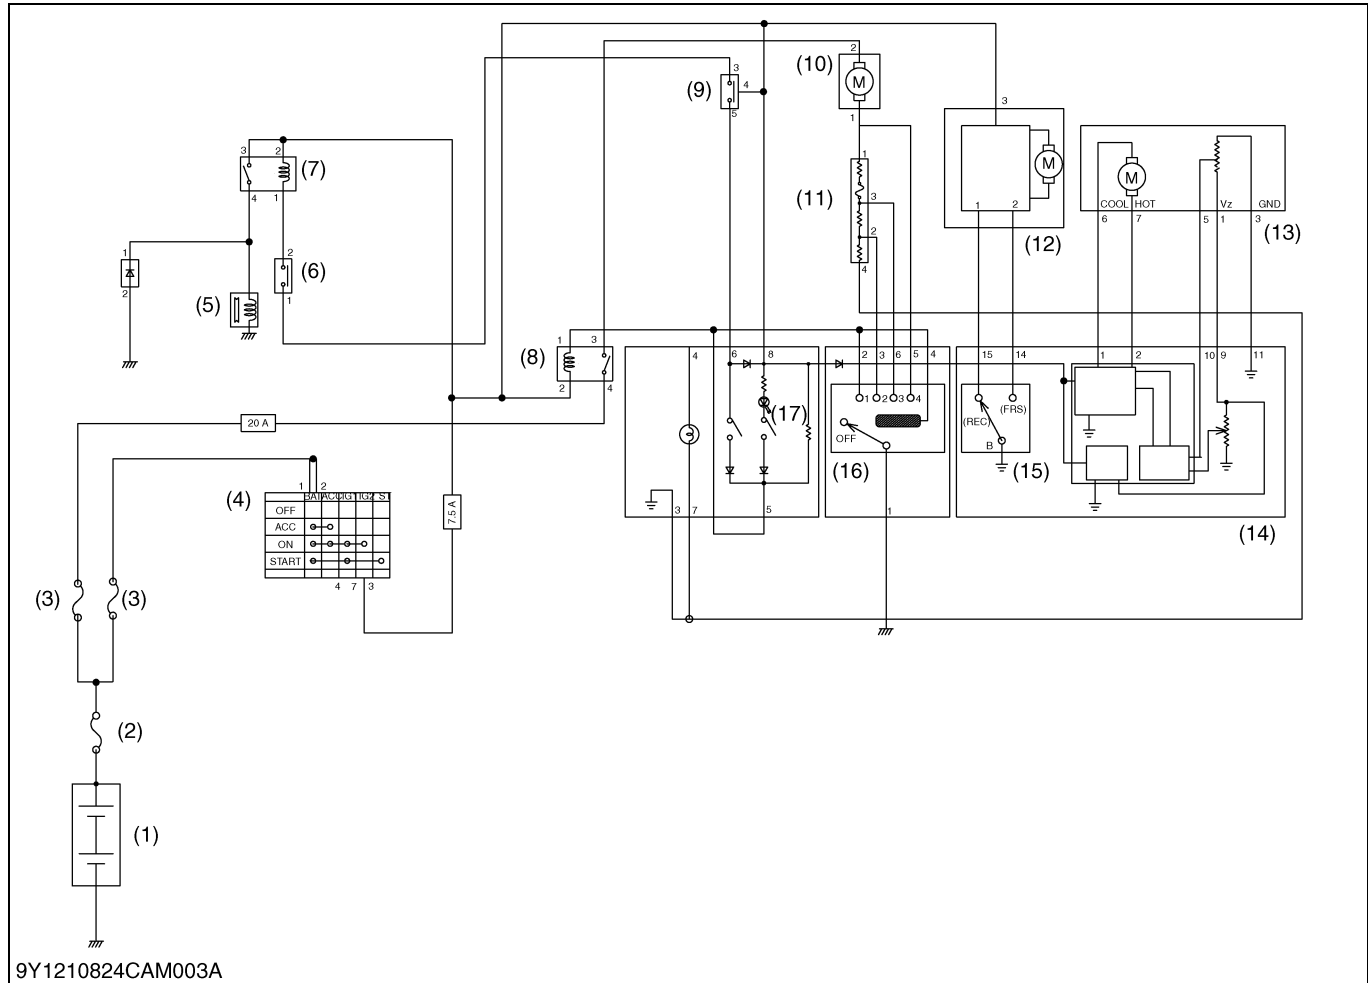 2
(10)
M
1
3
(9)
4
5
3
M
1 2
(12)
M
COOL HOT Vz GND
6 7 5 1 3
(13)
3 2
(7)
4 1
1
(11)
3
2
4
1
2
2
(6)
1
(5)
1 3
(8)
2 4
4 6 8
(17)
3 7 5
2 3 6 5 4
1 2 3 4
OFF
(16)
1
15 14
(REC) (FRS)
B
(15)
1 2 10 9 11
(14)
20 A
7.5 A
1 2
(4)
BAT ACC IG1 IG2 ST
OFF
ACC
ON
START
4 7 3
(3) (3)
(2)
(1)
9Y1210824CAM003A